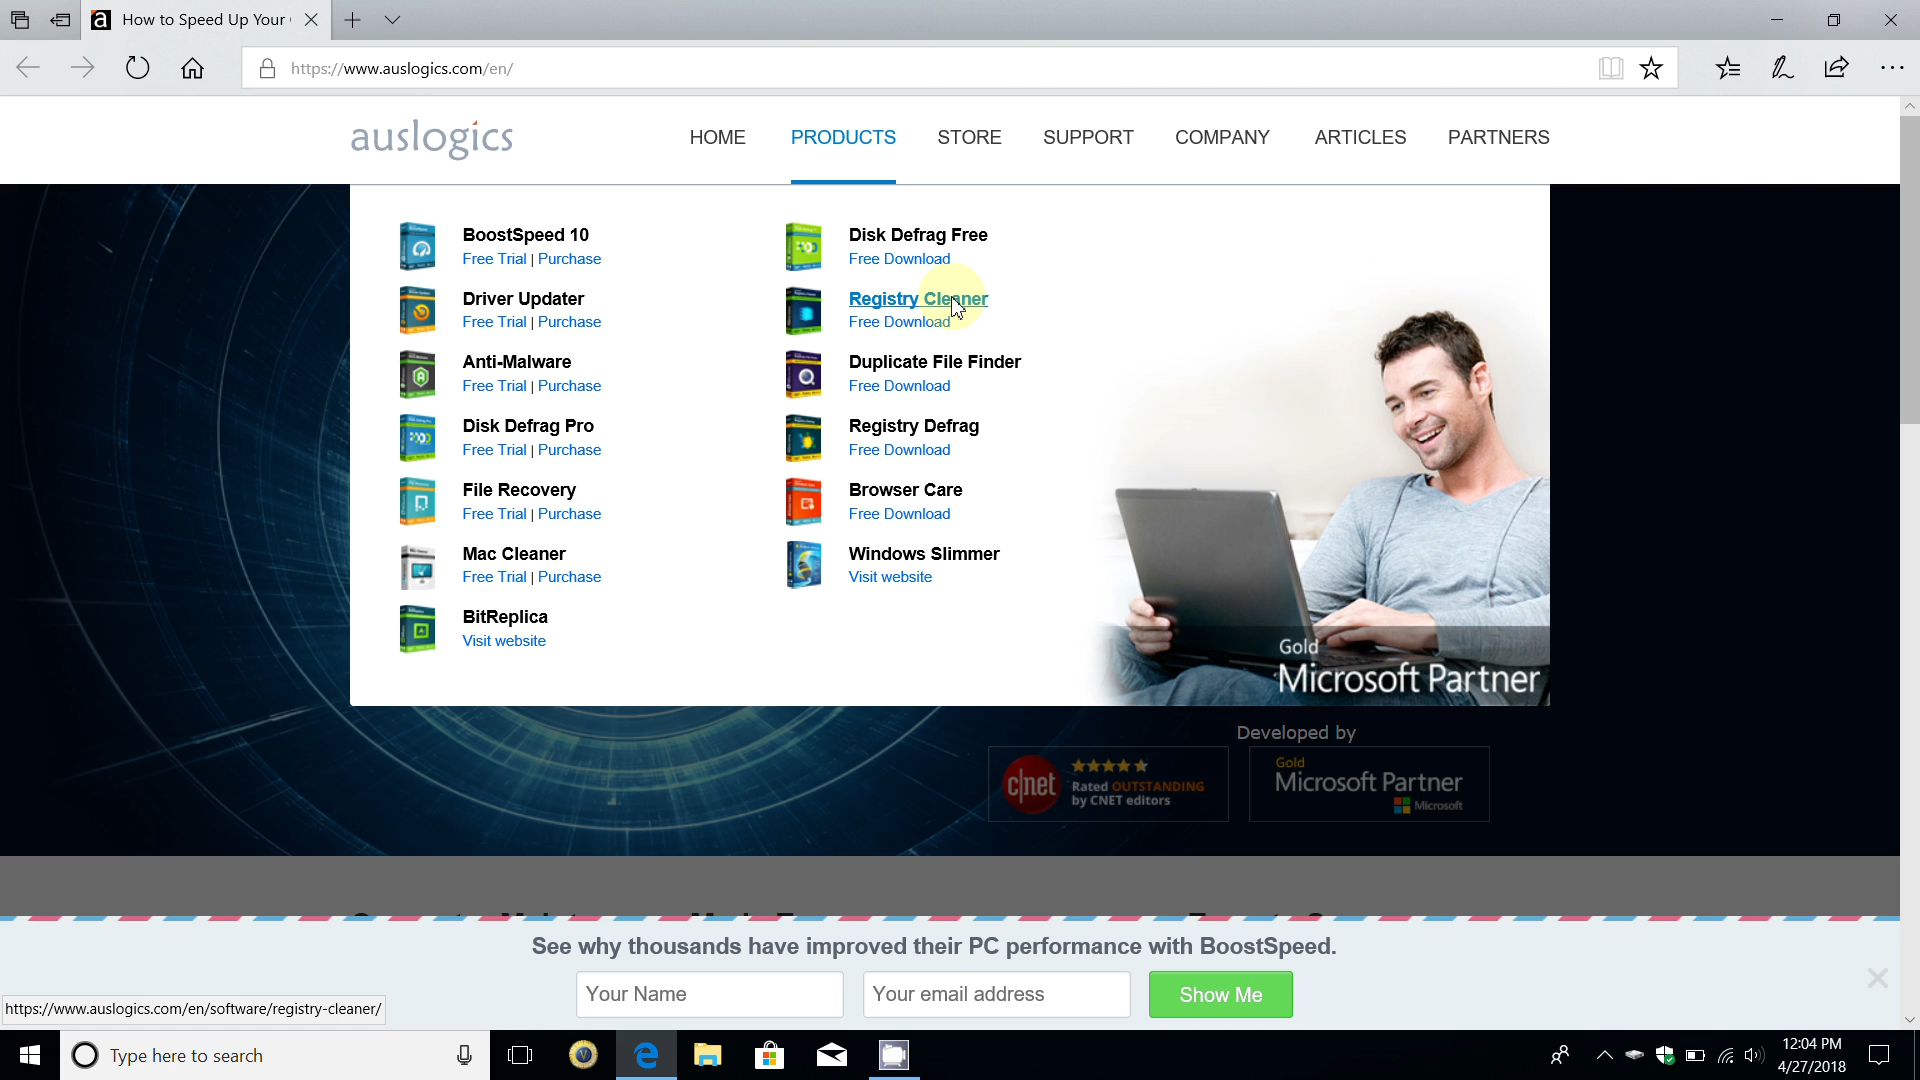 How to Speed Up Your
https://www.auslogics.com/en/
auslogics
HOME PRODUCTS STORE SUPPORT COMPANY ARTICLES PARTNERS
BoostSpeed 10
Free Trial | Purchase
Driver Updater
Free Trial | Purchase
Anti-Malware
Free Trial | Purchase
Disk Defrag Pro
Free Trial | Purchase
File Recovery
Free Trial | Purchase
Mac Cleaner
Free Trial | Purchase
BitReplica
Visit website
Disk Defrag Free
Free Download
Registry Cleaner
Free Download
Duplicate File Finder
Free Download
Registry Defrag
Free Download
Browser Care
Free Download
Windows Slimmer
Visit website
Gold
Microsoft Partner
Developed by
c|net
Rated OUTSTANDING
by CNET editors
Gold
Microsoft Partner
Microsoft
See why thousands have improved their PC performance with BoostSpeed.
Your Name
Your email address
Show Me
https://www.auslogics.com/en/software/registry-cleaner/
Type here to search
12:04 PM
4/27/2018